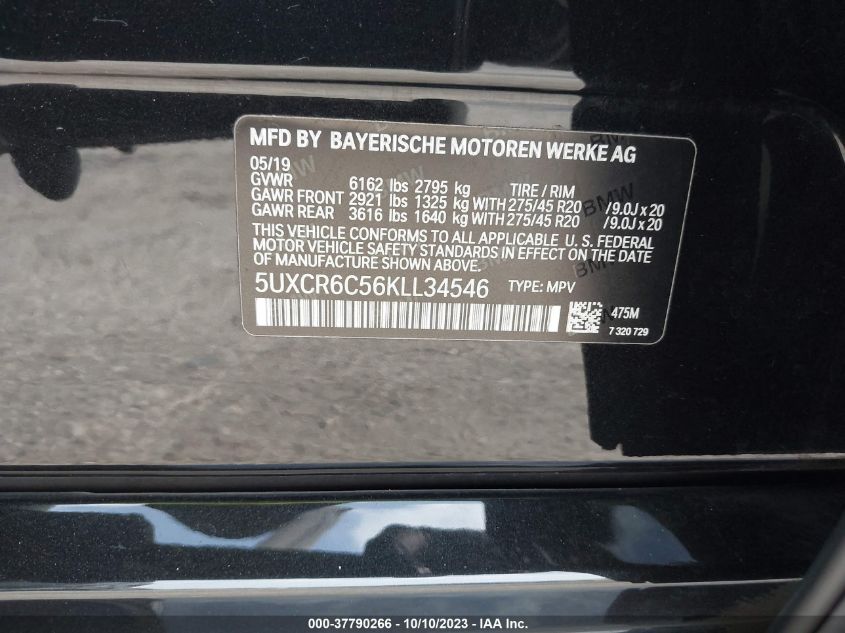 MFD BY BAYERISCHE MOTOREN WERKE AG
05/19
GVWR 6162 lbs 2795 kg TIRE / RIM
GAWR FRONT 2921 lbs 1325 kg WITH 275/45 R20 /9.0J x 20
GAWR REAR 3616 lbs 1640 kg WITH 275/45 R20 /9.0J x 20
THIS VEHICLE CONFORMS TO ALL APPLICABLE U. S. FEDERAL
MOTOR VEHICLE SAFETY STANDARDS IN EFFECT ON THE DATE
OF MANUFACTURE SHOWN ABOVE.
5UXCR6C56KLL34546 TYPE: MPV
475M
7 320 729
000-37790266 - 10/10/2023 - © IAA Inc.